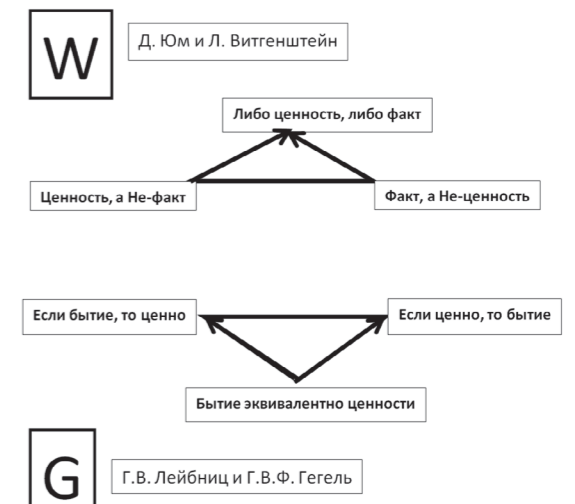 W
Д. Юм и Л. Витгенштейн
Либо ценность, либо факт
Ценность, а Не-факт
Факт, а Не-ценность
Если бытие, то ценно
Если ценно, то бытие
Бытие эквивалентно ценности
G
Г.В. Лейбниц и Г.В.Ф. Гегель